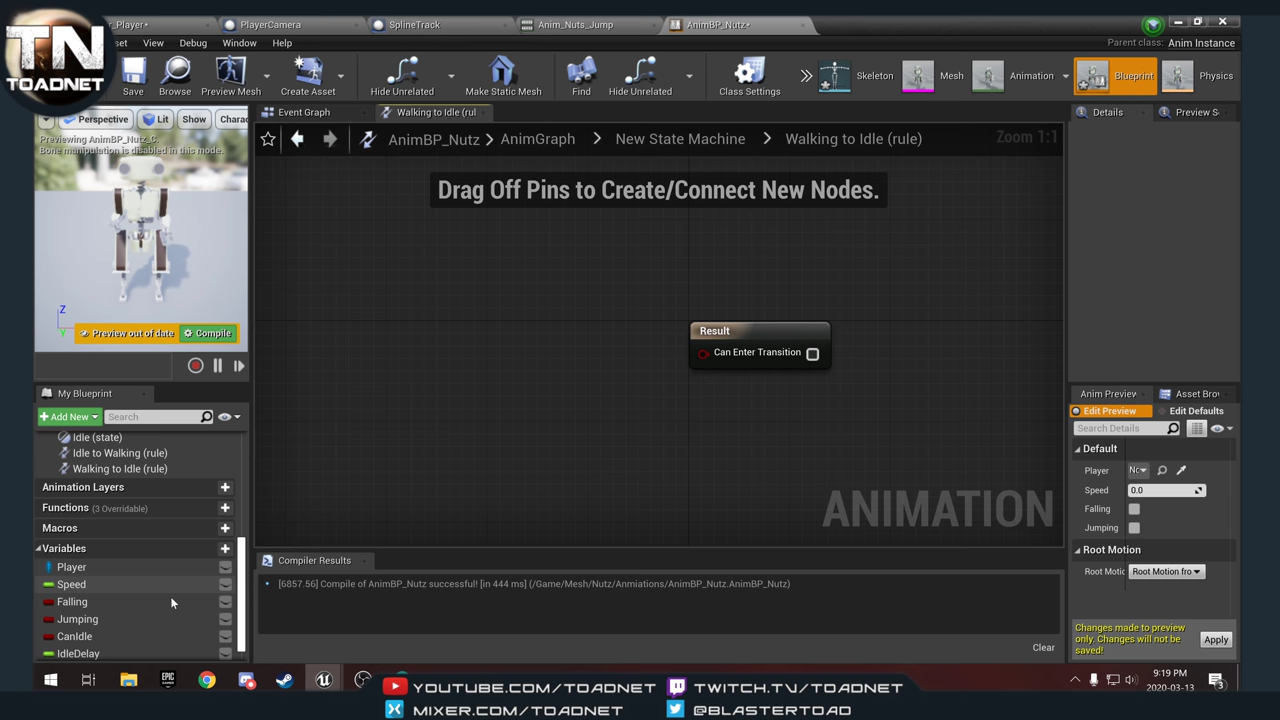 _Player*
PlayerCamera
SplineTrack
Anim_Nuts_Jump
AnimBP_Nutz*
TN
TOADNET
set
View
Debug
Window
Help
Parent class: Anim Instance
Save
Browse
Preview Mesh
Create Asset
Hide Unrelated
Make Static Mesh
Find
Hide Unrelated
Class Settings
Skeleton
Mesh
Animation
Blueprint
Physics
Perspective
Lit
Show
Charac
Previewing AnimBP_Nutz_C.
Bone manipulation is disabled in this mode.
Z
Y
Preview out of date
Compile
Event Graph
Walking to Idle (rul
AnimBP_Nutz > AnimGraph > New State Machine > Walking to Idle (rule)
Zoom 1:1
Drag Off Pins to Create/Connect New Nodes.
Result
Can Enter Transition
ANIMATION
Details
Preview S
My Blueprint
+Add New
Search
Idle (state)
Idle to Walking (rule)
Walking to Idle (rule)
Animation Layers
Functions (3 Overridable)
Macros
Variables
Player
Speed
Falling
Jumping
CanIdle
IdleDelay
Compiler Results
[6857.56] Compile of AnimBP_Nutz successful! [in 444 ms] (/Game/Mesh/Nutz/Anmiations/AnimBP_Nutz.AnimBP_Nutz)
Clear
Anim Preview
Asset Brov
Edit Preview
Edit Defaults
Search Details
Default
Player
Nc
Speed
0.0
Falling
Jumping
Root Motion
Root Motic
Root Motion fro
Changes made to preview
only. Changes will not be
saved!
Apply
EPIC GAMES
9:19 PM
2020-03-13
3
YOUTUBE.COM/TOADNET
TWITCH.TV/TOADNET
MIXER.COM/TOADNET
@BLASTERTOAD